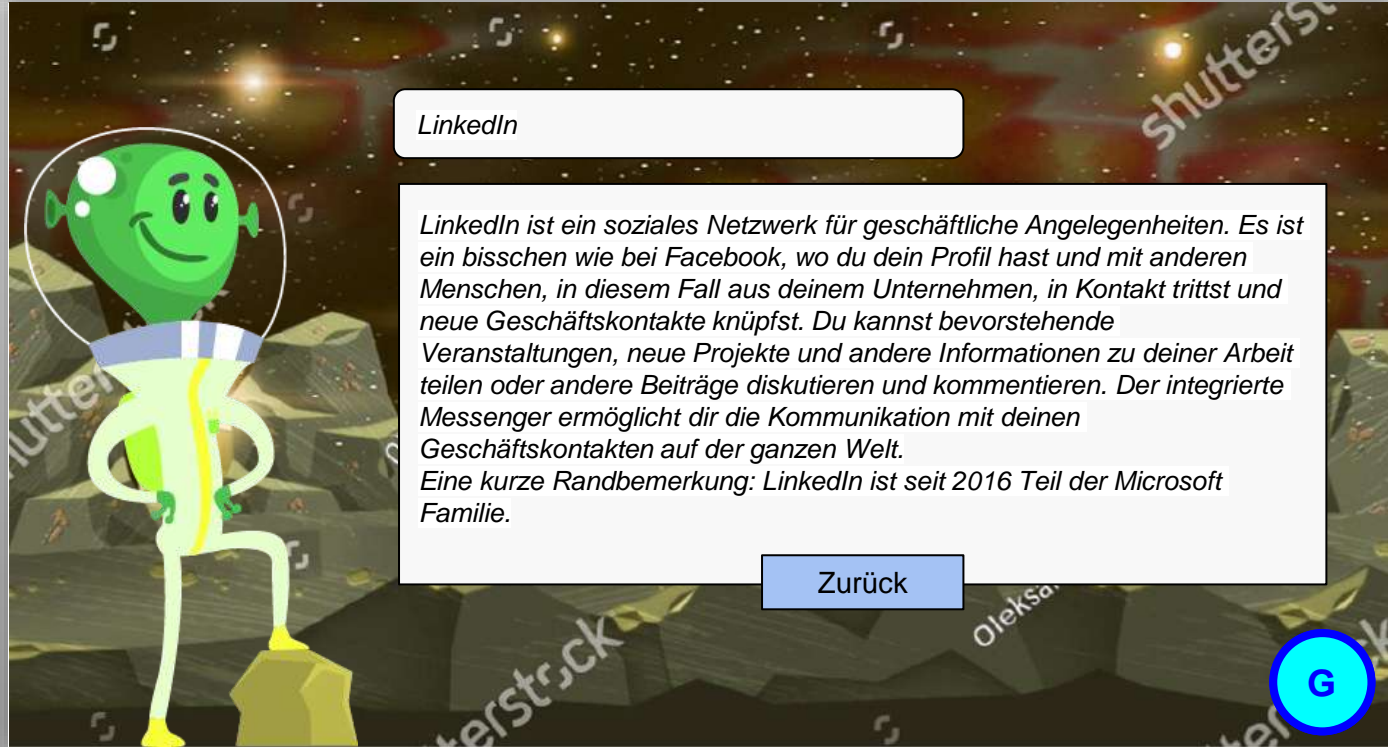 shutterst
LinkedIn
LinkedIn ist ein soziales Netzwerk für geschäftliche Angelegenheiten. Es ist
ein bisschen wie bei Facebook, wo du dein Profil hast und mit anderen
Menschen, in diesem Fall aus deinem Unternehmen, in Kontakt trittst und
neue Geschäftskontakte knüpfst. Du kannst bevorstehende
Veranstaltungen, neue Projekte und andere Informationen zu deiner Arbeit
teilen oder andere Beiträge diskutieren und kommentieren. Der integrierte
Messenger ermöglicht dir die Kommunikation mit deinen
Geschäftskontakten auf der ganzen Welt.
Eine kurze Randbemerkung: LinkedIn ist seit 2016 Teil der Microsoft
Familie.
Zurück
G